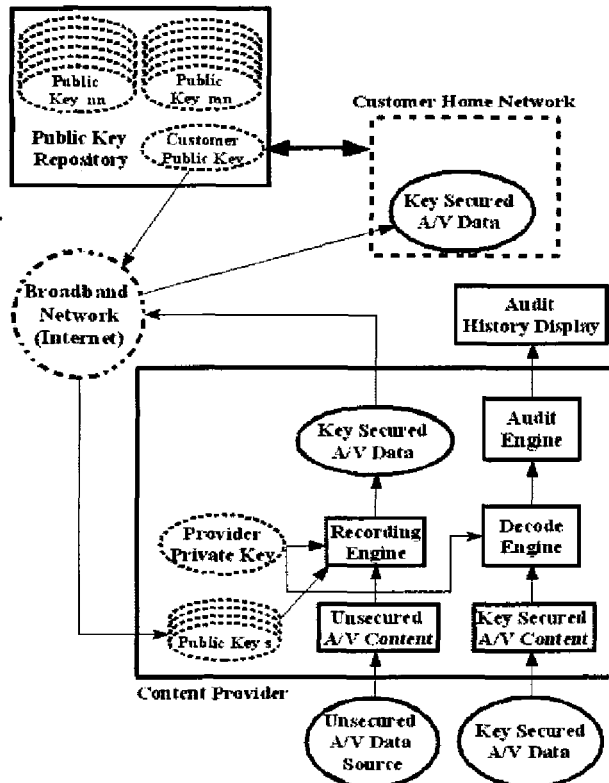 Public
Key nn
Public
Key mn
Public Key
Repository
Customer
Public Key
Customer Home Network
Key Secured
A/V Data
Broadband
Network
(Internet)
Audit
History Display
Key Secured
A/V Data
Audit
Engine
Provider
Private Key
Recording
Engine
Decode
Engine
Public Key s
Unsecured
A/V Content
Key Secured
A/V Content
Content Provider
Unsecured
A/V Data
Source
Key Secured
A/V Data